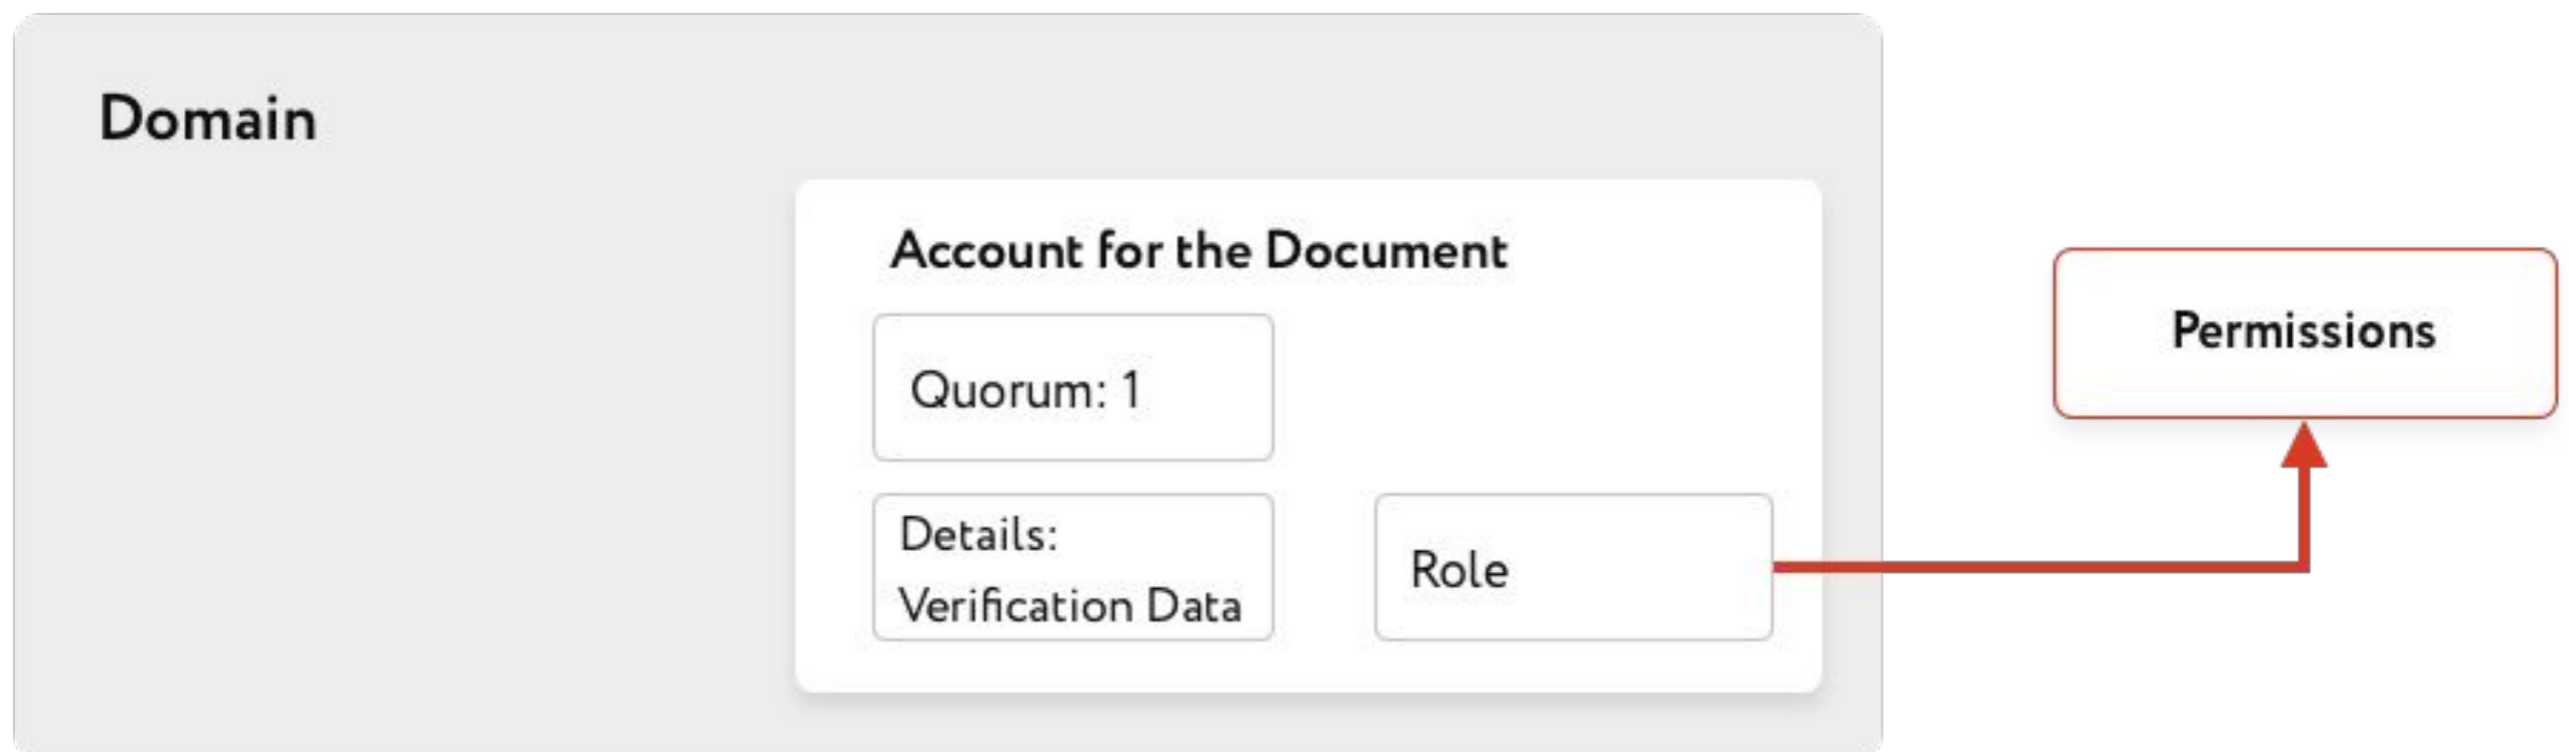 Domain
Account for the Document
Quorum: 1
Permissions
Details:
Verification Data
Role